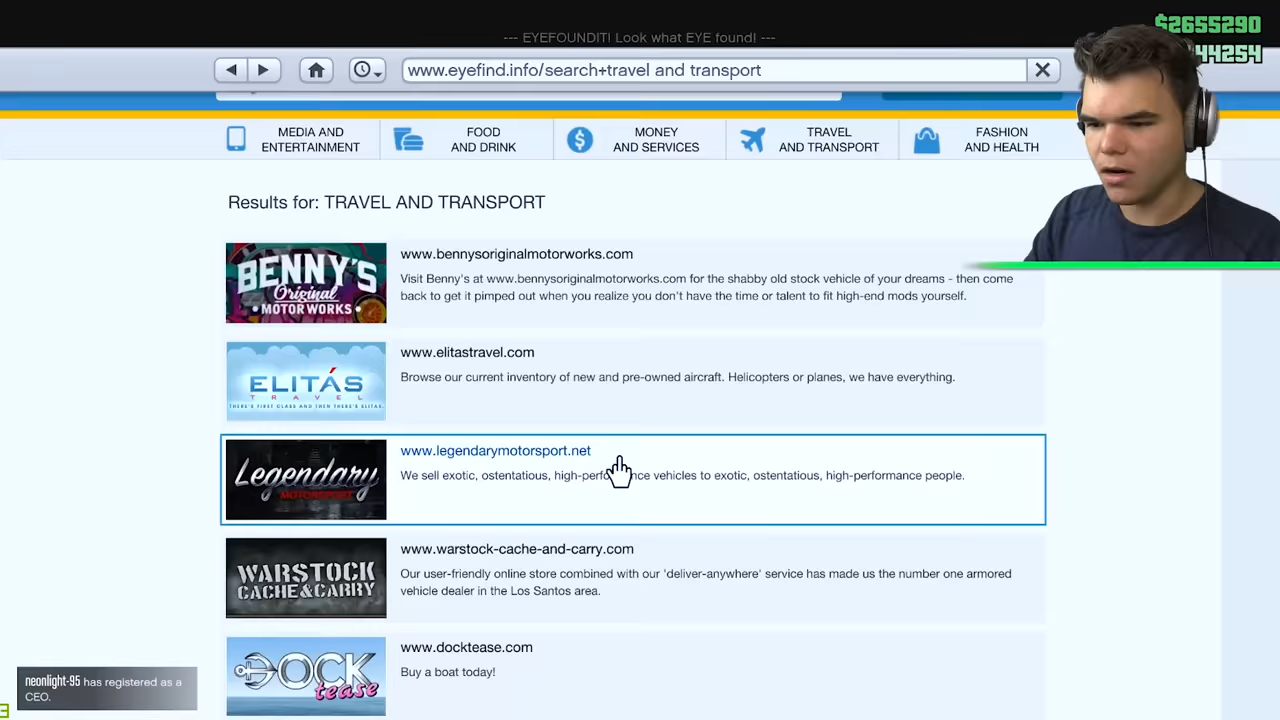 $2655290
44254
--- EYEFOUNDIT! Look what EYE found! ---
www.eyefind.info/search+travel and transport
MEDIA AND
ENTERTAINMENT
FOOD
AND DRINK
MONEY
AND SERVICES
TRAVEL
AND TRANSPORT
FASHION
AND HEALTH
Results for: TRAVEL AND TRANSPORT
BENNY'S
Original
• MOTOR WORKS •
www.bennysoriginalmotorworks.com
Visit Benny's at www.bennysoriginalmotorworks.com for the shabby old stock vehicle of your dreams - then come
back to get it pimped out when you realize you don't have the time or talent to fit high-end mods yourself.
ELITÁS
TRAVEL
THERE'S FIRST CLASS AND THEN THERE'S ELITÁS.
www.elitastravel.com
Browse our current inventory of new and pre-owned aircraft. Helicopters or planes, we have everything.
Legendary
MOTORSPORT
www.legendarymotorsport.net
We sell exotic, ostentatious, high-performance vehicles to exotic, ostentatious, high-performance people.
WARSTOCK
CACHE&CARRY
www.warstock-cache-and-carry.com
Our user-friendly online store combined with our 'deliver-anywhere' service has made us the number one armored
vehicle dealer in the Los Santos area.
DOCK
tease
www.docktease.com
Buy a boat today!
neonlight-95 has registered as a
CEO.